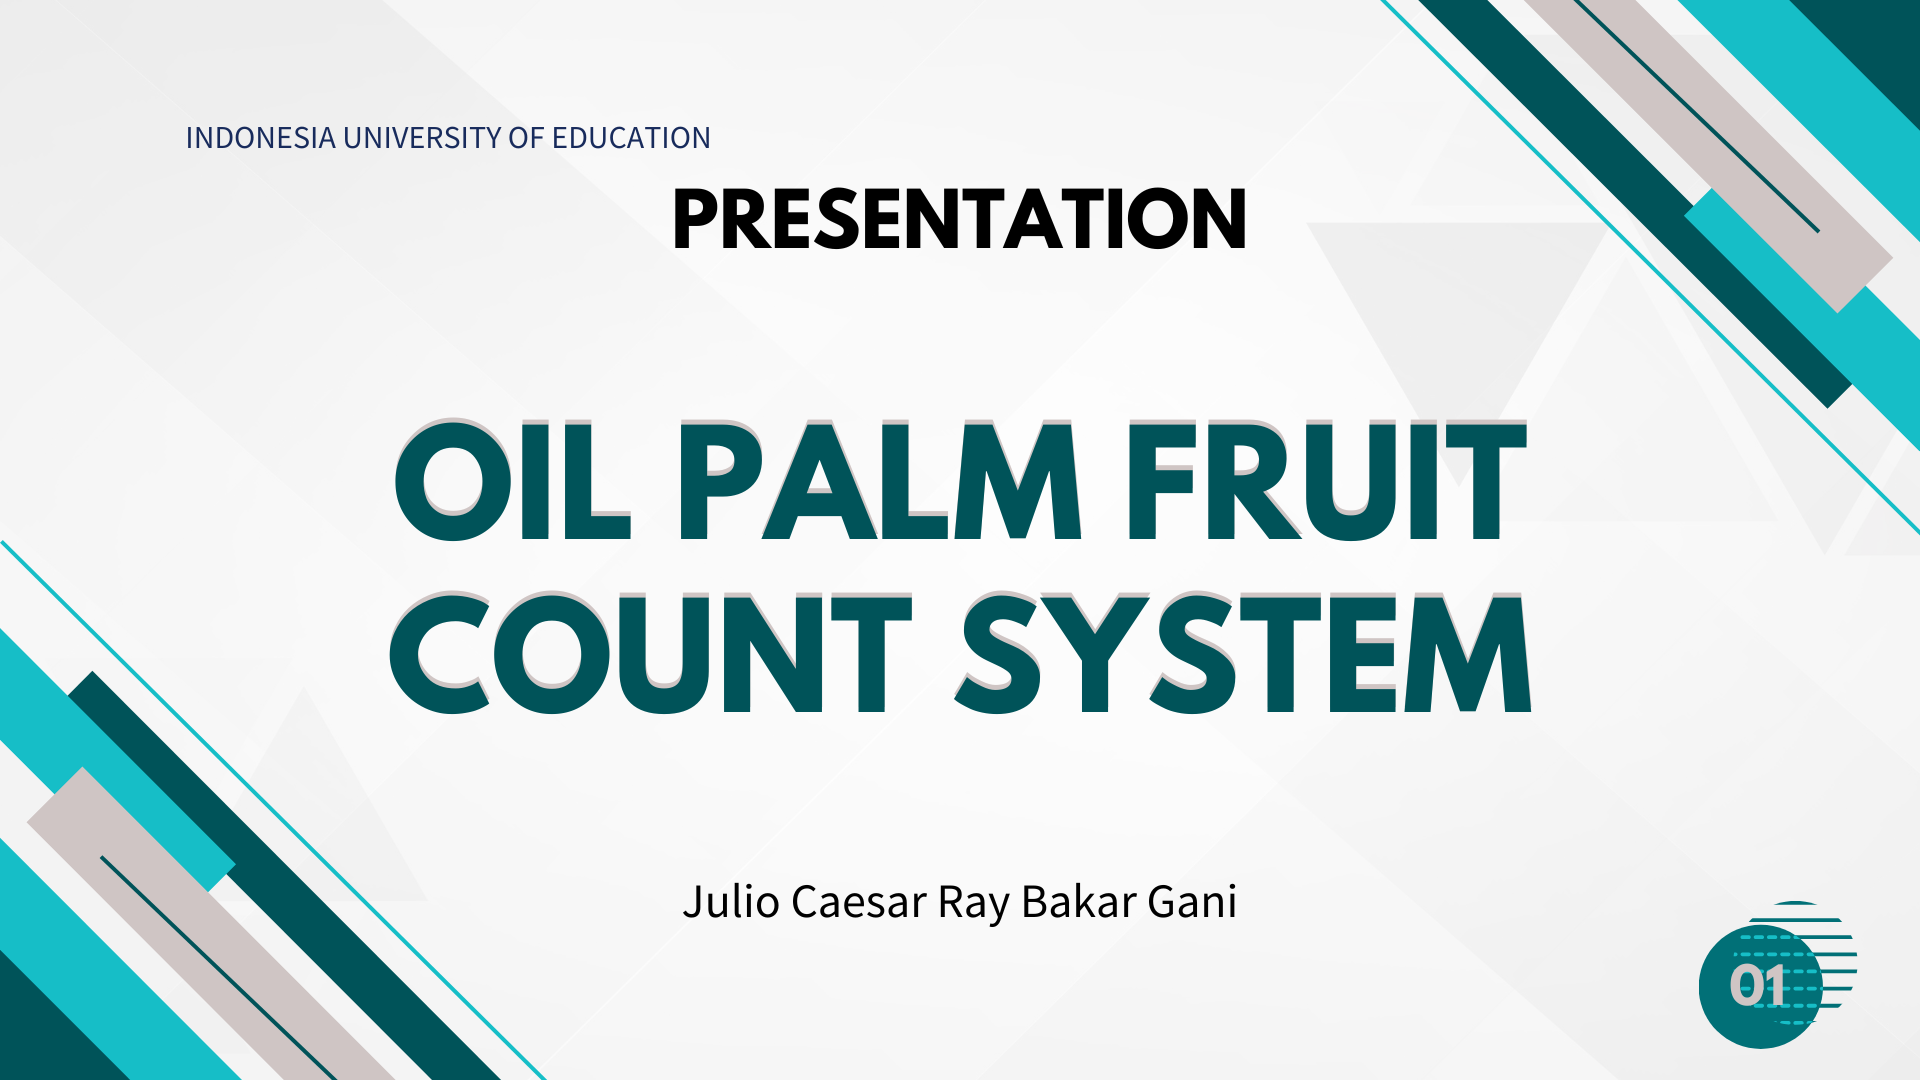 INDONESIA UNIVERSITY OF EDUCATION
PRESENTATION
OIL PALM FRUIT
COUNT SYSTEM
Julio Caesar Ray Bakar Gani
01